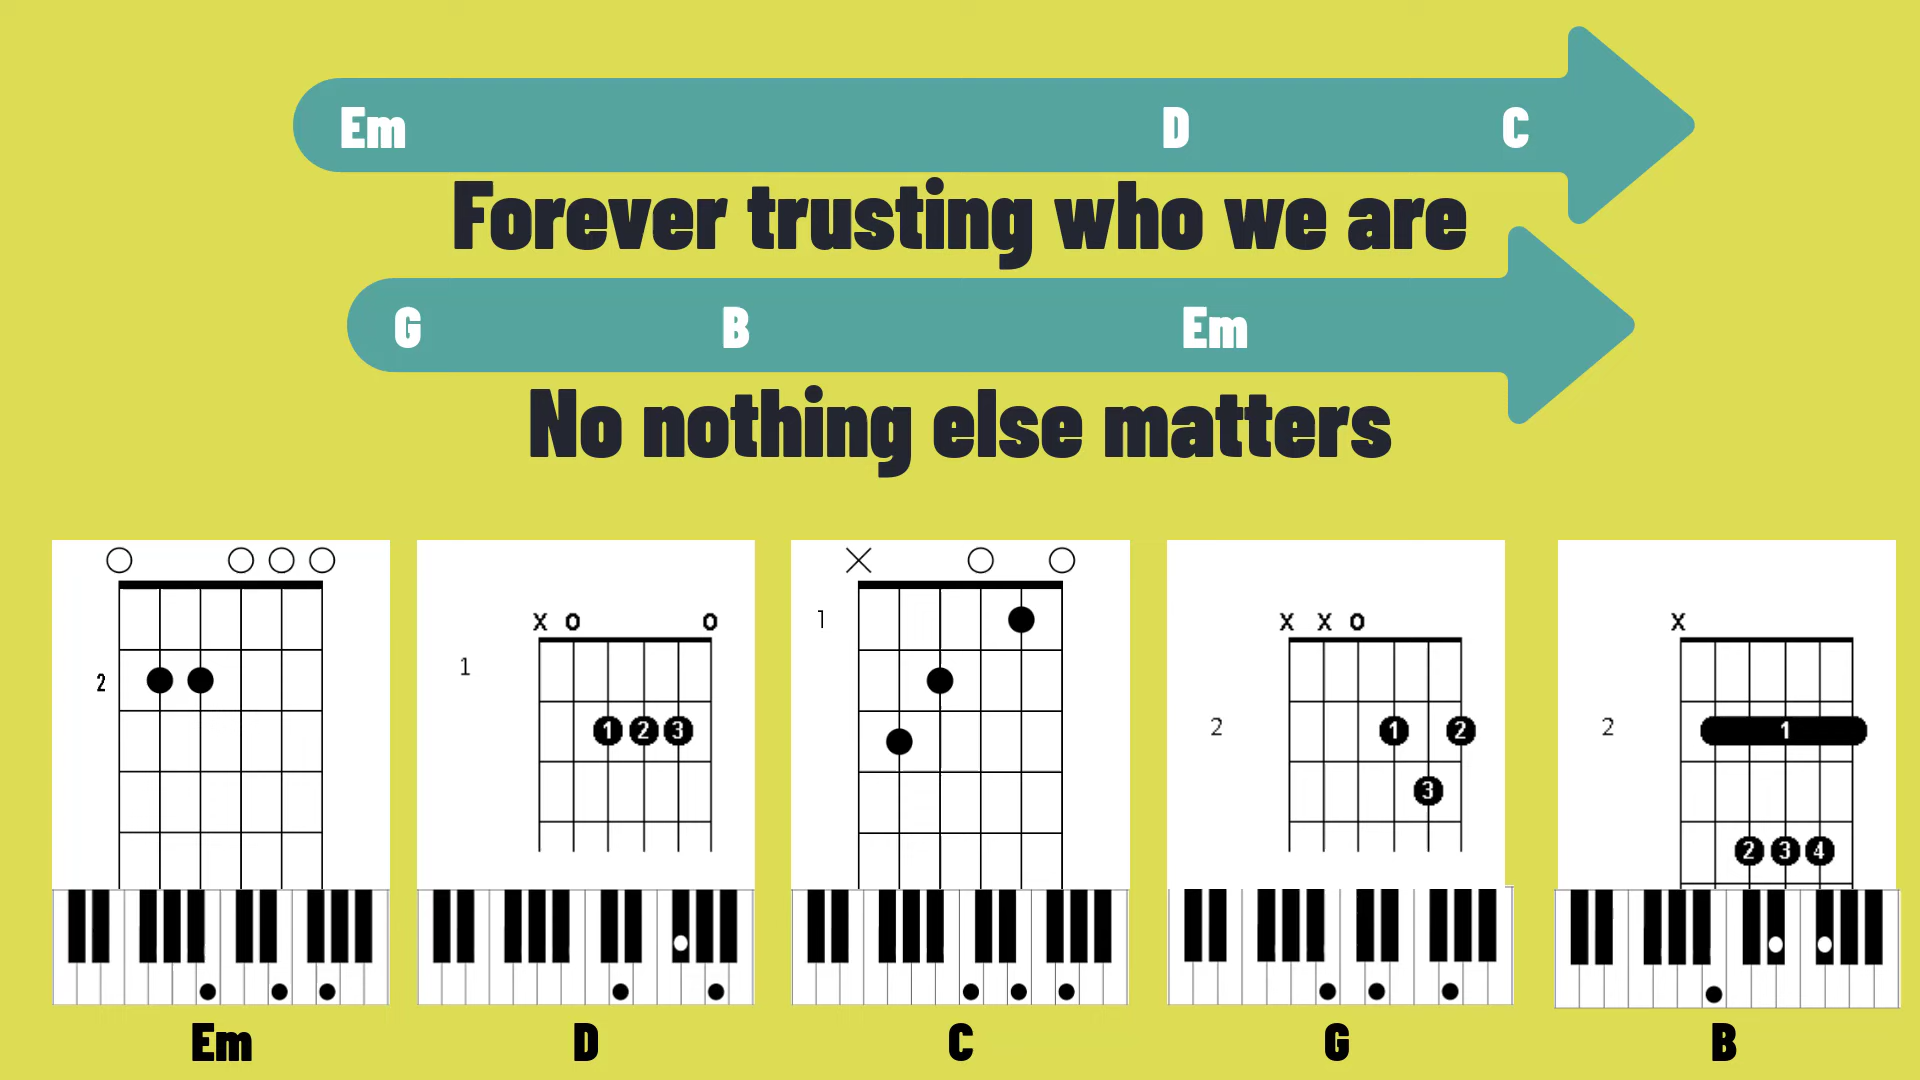 Em D C
Forever trusting who we are
G B Em
No nothing else matters
2
x o o
1
1 2 3
1
x x o
2
1 2
3
x
2
1
2 3 4
Em D C G B